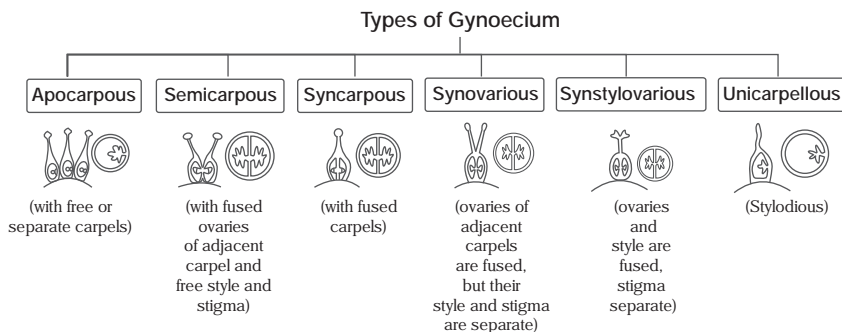 Types of Gynoecium
Apocarpous
Semicarpous
Syncarpous
Synovarious
Synstylovarious
Unicarpellous
(with free or
separate carpels)
(with fused
ovaries
of adjacent
carpel and
free style and
stigma)
(with fused
carpels)
(ovaries of
adjacent
carpels
are fused,
but their
style and stigma
are separate)
(ovaries
and
style are
fused,
stigma
separate)
(Stylodious)